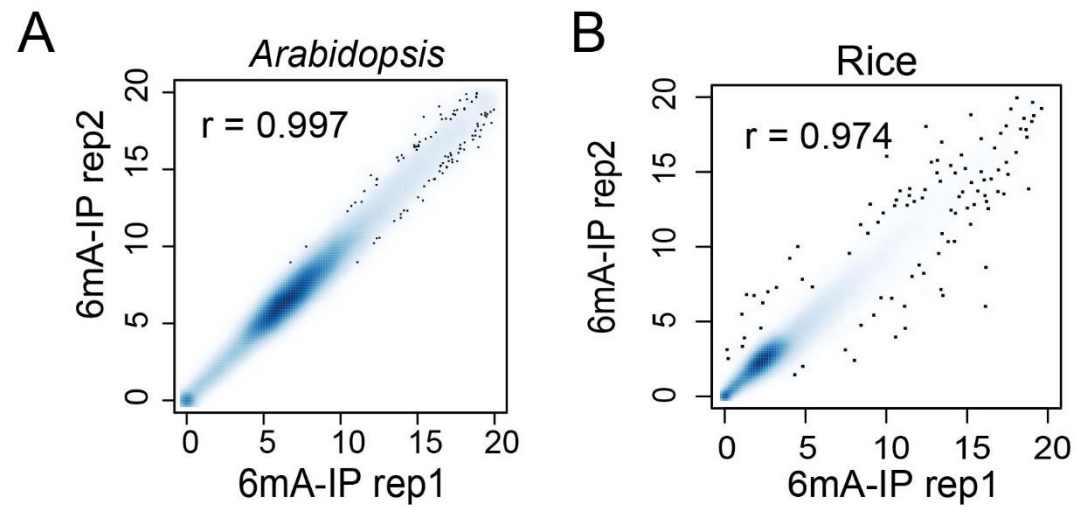 A
Arabidopsis
r = 0.997
6mA-IP rep2
20
15
10
5
0
0 5 10 15 20
6mA-IP rep1
B
Rice
r = 0.974
6mA-IP rep2
20
15
10
5
0
0 5 10 15 20
6mA-IP rep1